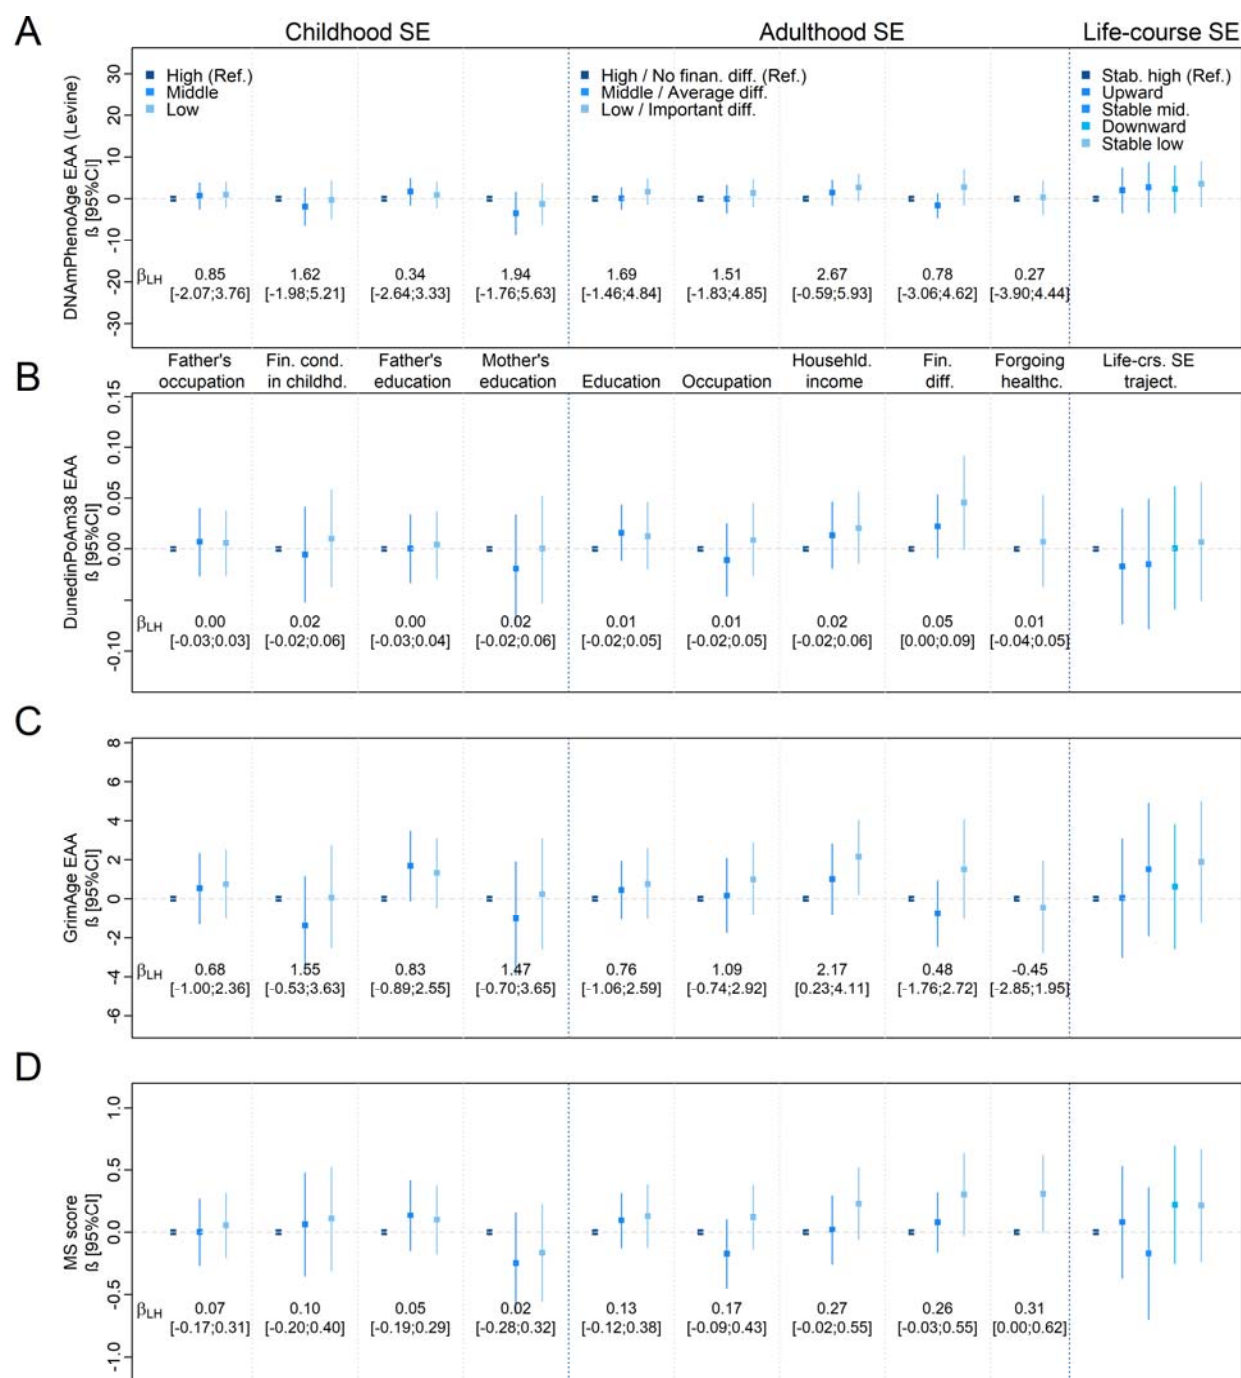 A
Childhood SE
Adulthood SE
Life-course SE
DNAmPhenoAge EAA (Levine)
ß [95%CI]
30
20
10
0
-10
-20
-30
High (Ref.)
Middle
Low
High / No finan. diff. (Ref.)
Middle / Average diff.
Low / Important diff.
Stab. high (Ref.)
Upward
Stable mid.
Downward
Stable low
βLH 0.85 1.62 0.34 1.94 1.69 1.51 2.67 0.78 0.27
[-2.07;3.76] [-1.98;5.21] [-2.64;3.33] [-1.76;5.63] [-1.46;4.84] [-1.83;4.85] [-0.59;5.93] [-3.06;4.62] [-3.90;4.44]
B
Father's Fin. cond. Father's Mother's Househld. Fin. Forgoing Life-crs. SE
occupation in childhd. education education Education Occupation income diff. healthc. traject.
DunedinPoAm38 EAA
ß [95%CI]
0.15
0.10
0.05
0.00
-0.10
βLH 0.00 0.02 0.00 0.02 0.01 0.01 0.02 0.05 0.01
[-0.03;0.03] [-0.02;0.06] [-0.03;0.04] [-0.02;0.06] [-0.02;0.05] [-0.02;0.05] [-0.02;0.06] [0.00;0.09] [-0.04;0.05]
C
GrimAge EAA
ß [95%CI]
8
6
4
2
0
-2
-4
-6
βLH 0.68 1.55 0.83 1.47 0.76 1.09 2.17 0.48 -0.45
[-1.00;2.36] [-0.53;3.63] [-0.89;2.55] [-0.70;3.65] [-1.06;2.59] [-0.74;2.92] [0.23;4.11] [-1.76;2.72] [-2.85;1.95]
D
MS score
ß [95%CI]
1.0
0.5
0.0
-0.5
-1.0
βLH 0.07 0.10 0.05 0.02 0.13 0.17 0.27 0.26 0.31
[-0.17;0.31] [-0.20;0.40] [-0.19;0.29] [-0.28;0.32] [-0.12;0.38] [-0.09;0.43] [-0.02;0.55] [-0.03;0.55] [0.00;0.62]